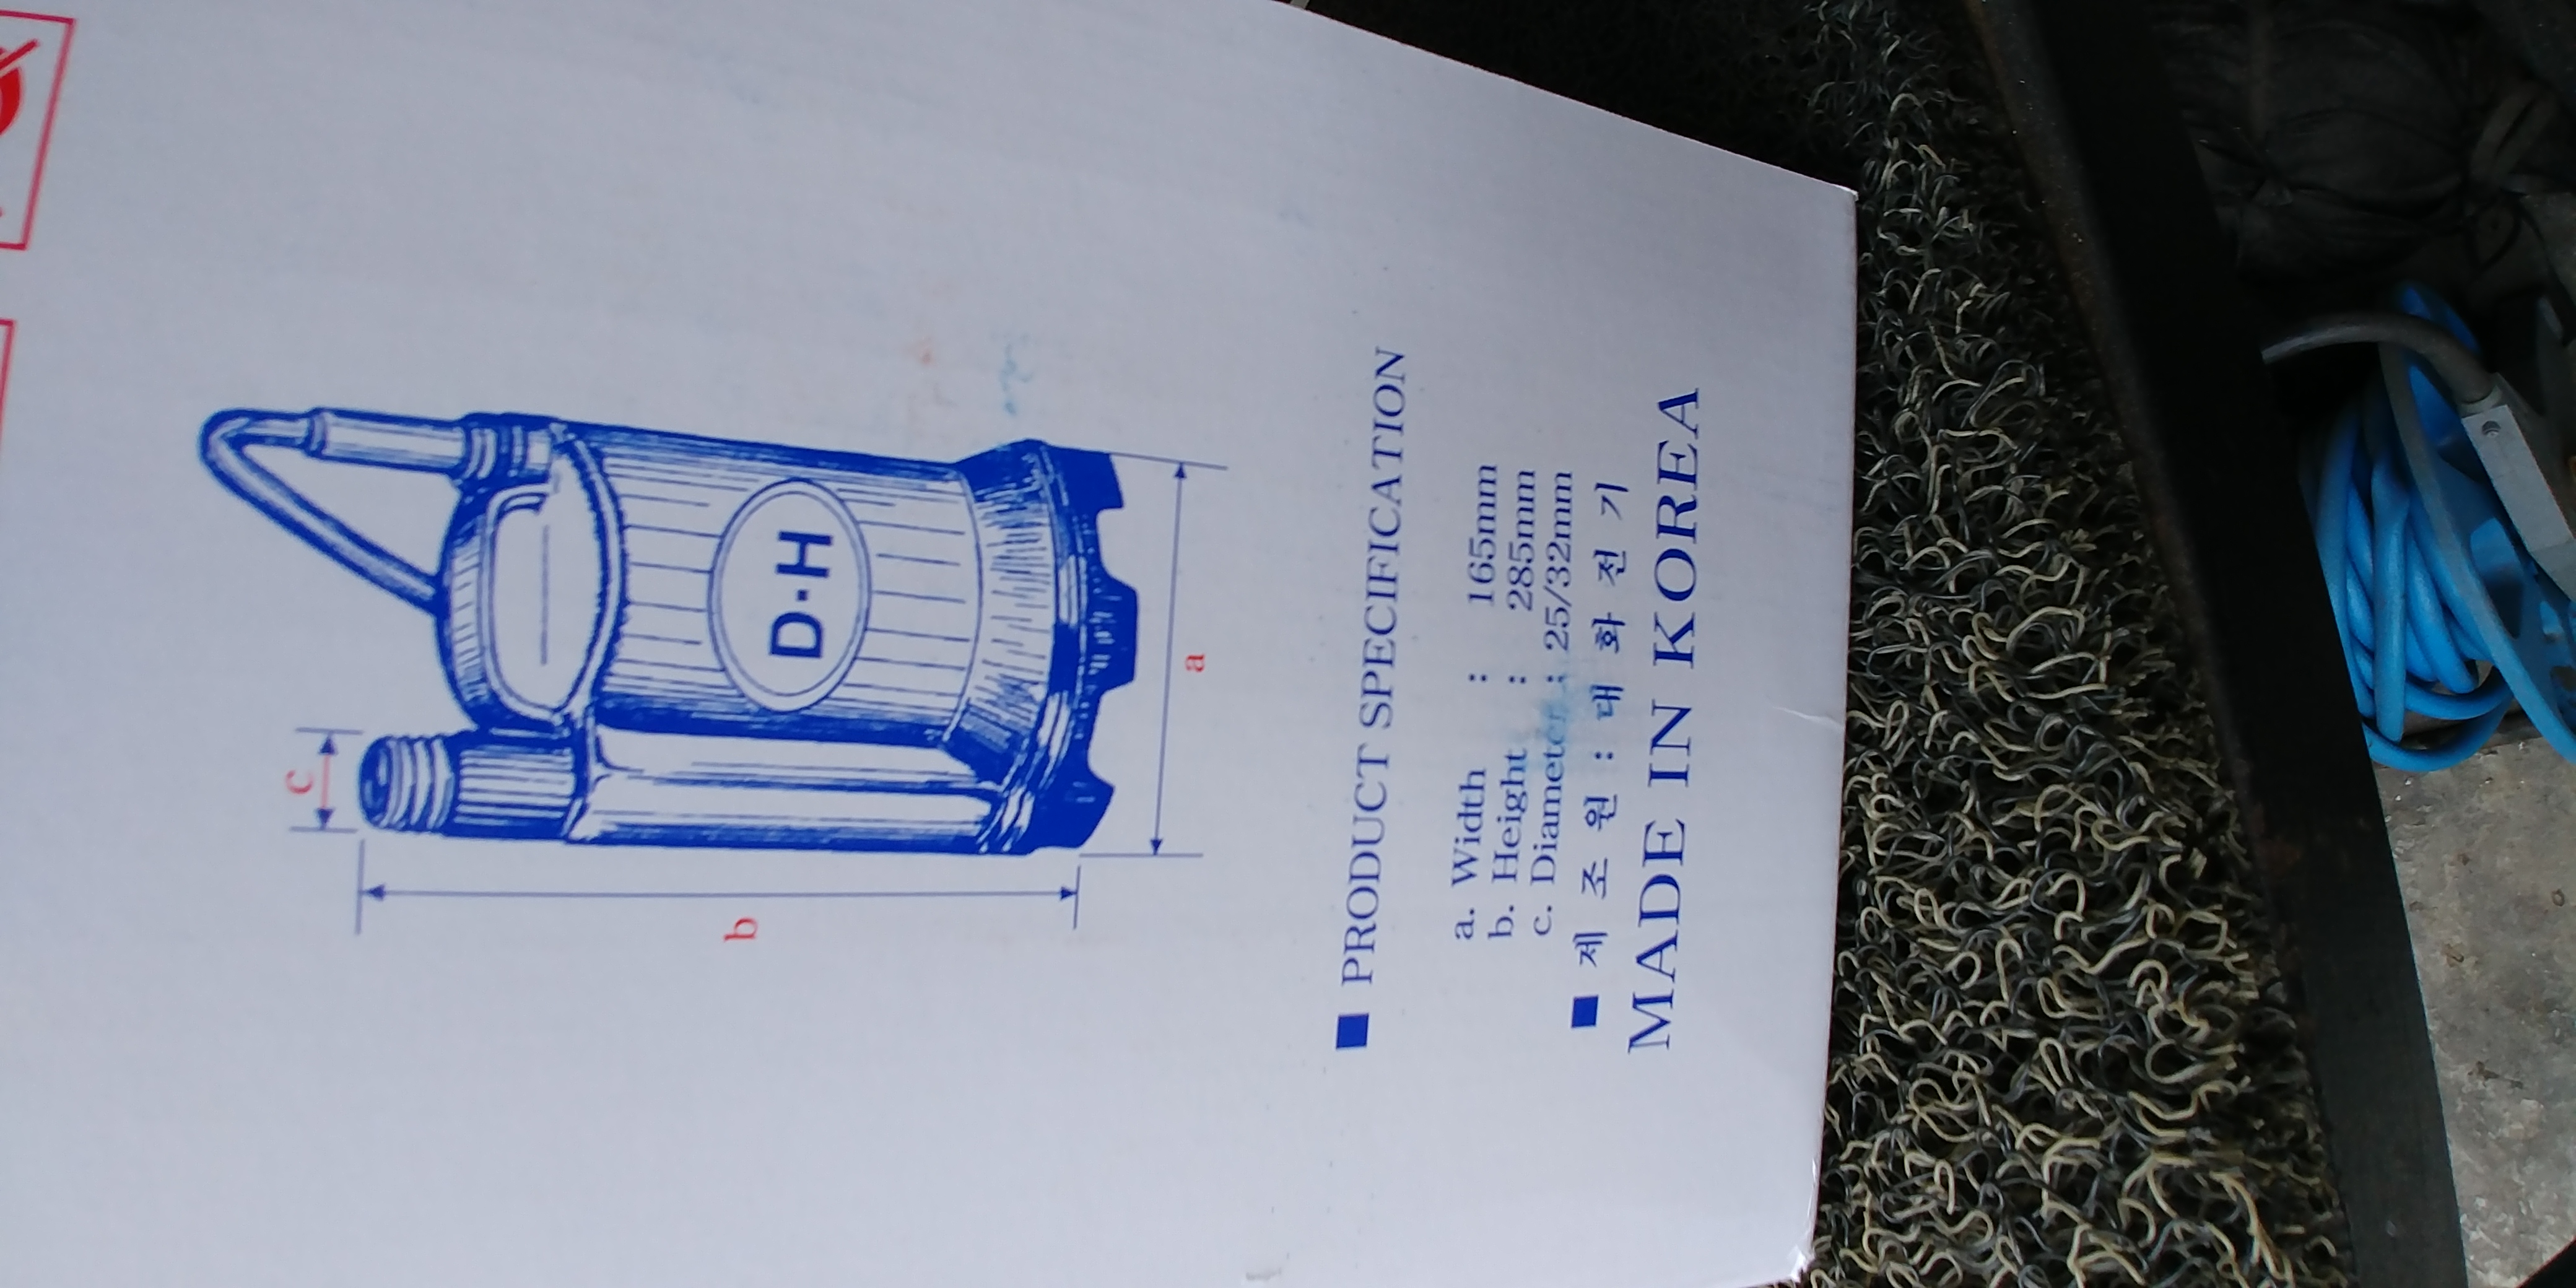 c
b
D·H
a
■ PRODUCT SPECIFICATION
a. Width : 165mm
b. Height : 285mm
c. Diameter : 25/32mm
■ 제 조 원 : 대 화 전 기
MADE IN KOREA